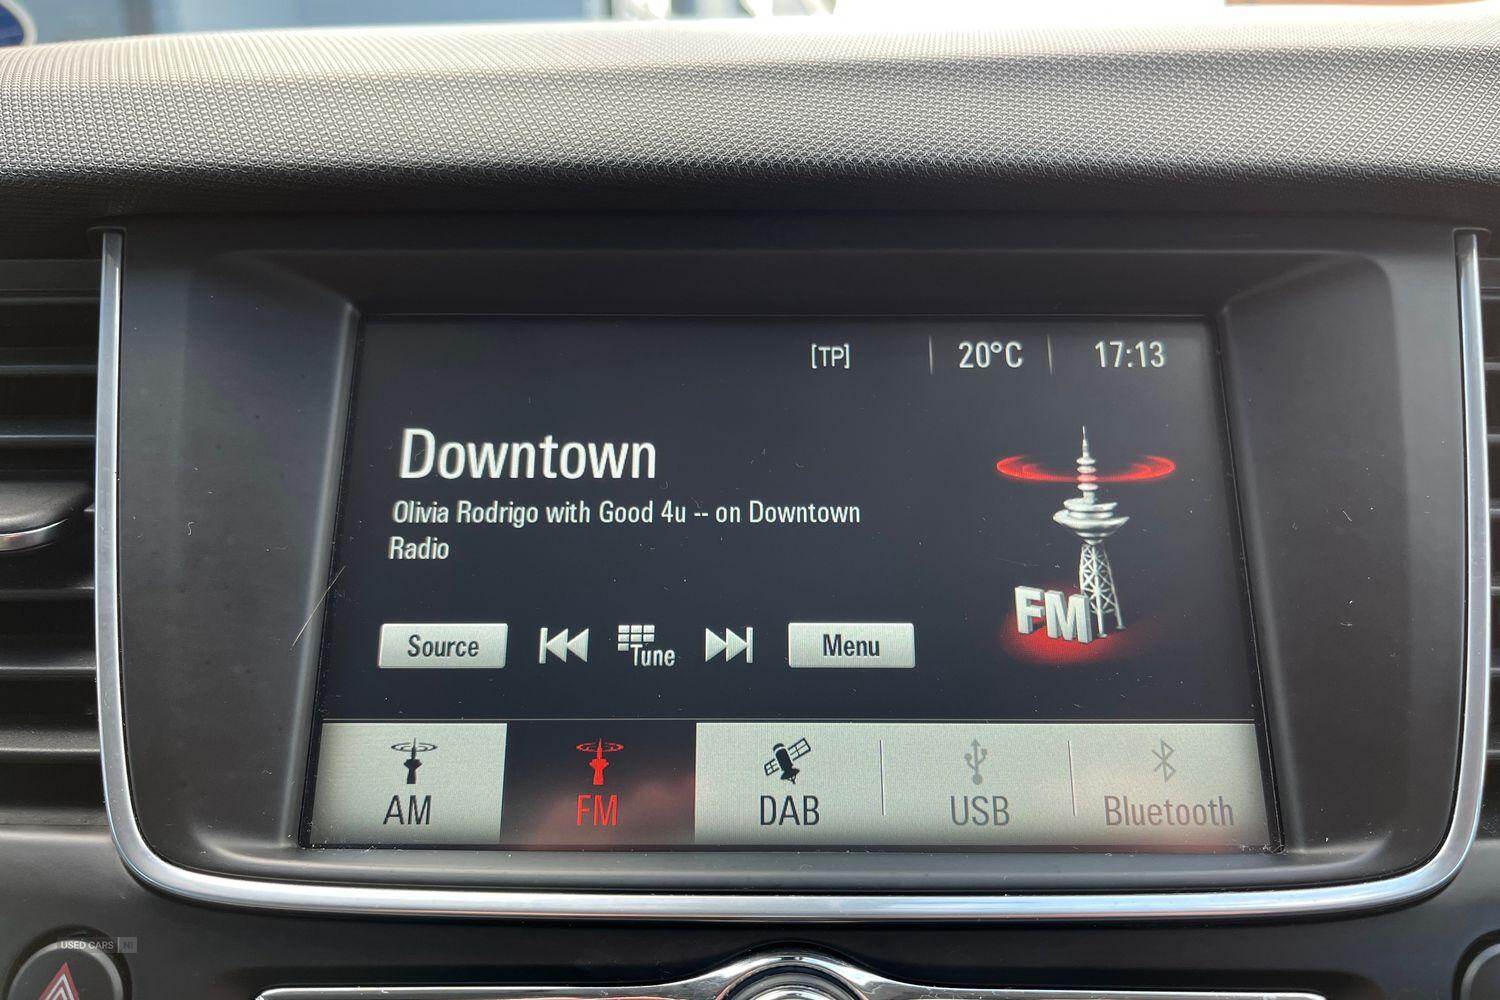 [TP] 20°C 17:13
Downtown
Olivia Rodrigo with Good 4u -- on Downtown
Radio
FM
Source Tune Menu
AM FM DAB USB Bluetooth
USED CARS NI